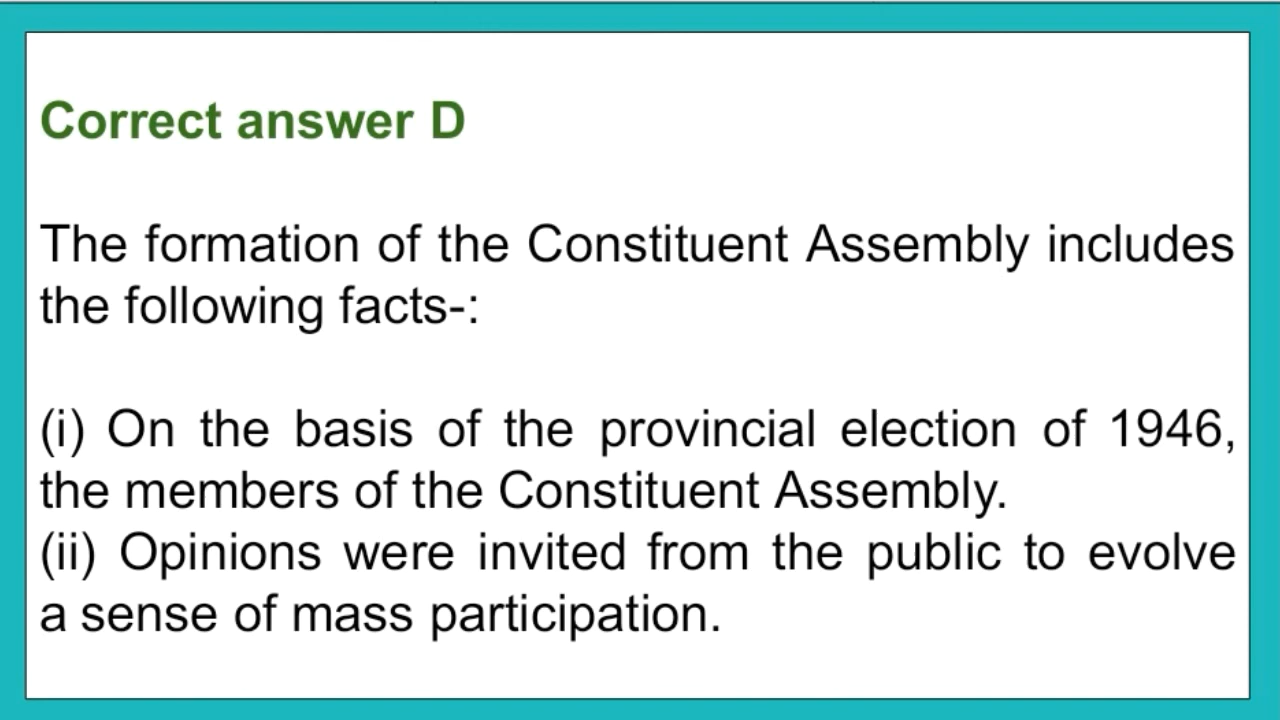 Correct answer D
The formation of the Constituent Assembly includes
the following facts-:
(i) On the basis of the provincial election of 1946,
the members of the Constituent Assembly.
(ii) Opinions were invited from the public to evolve
a sense of mass participation.